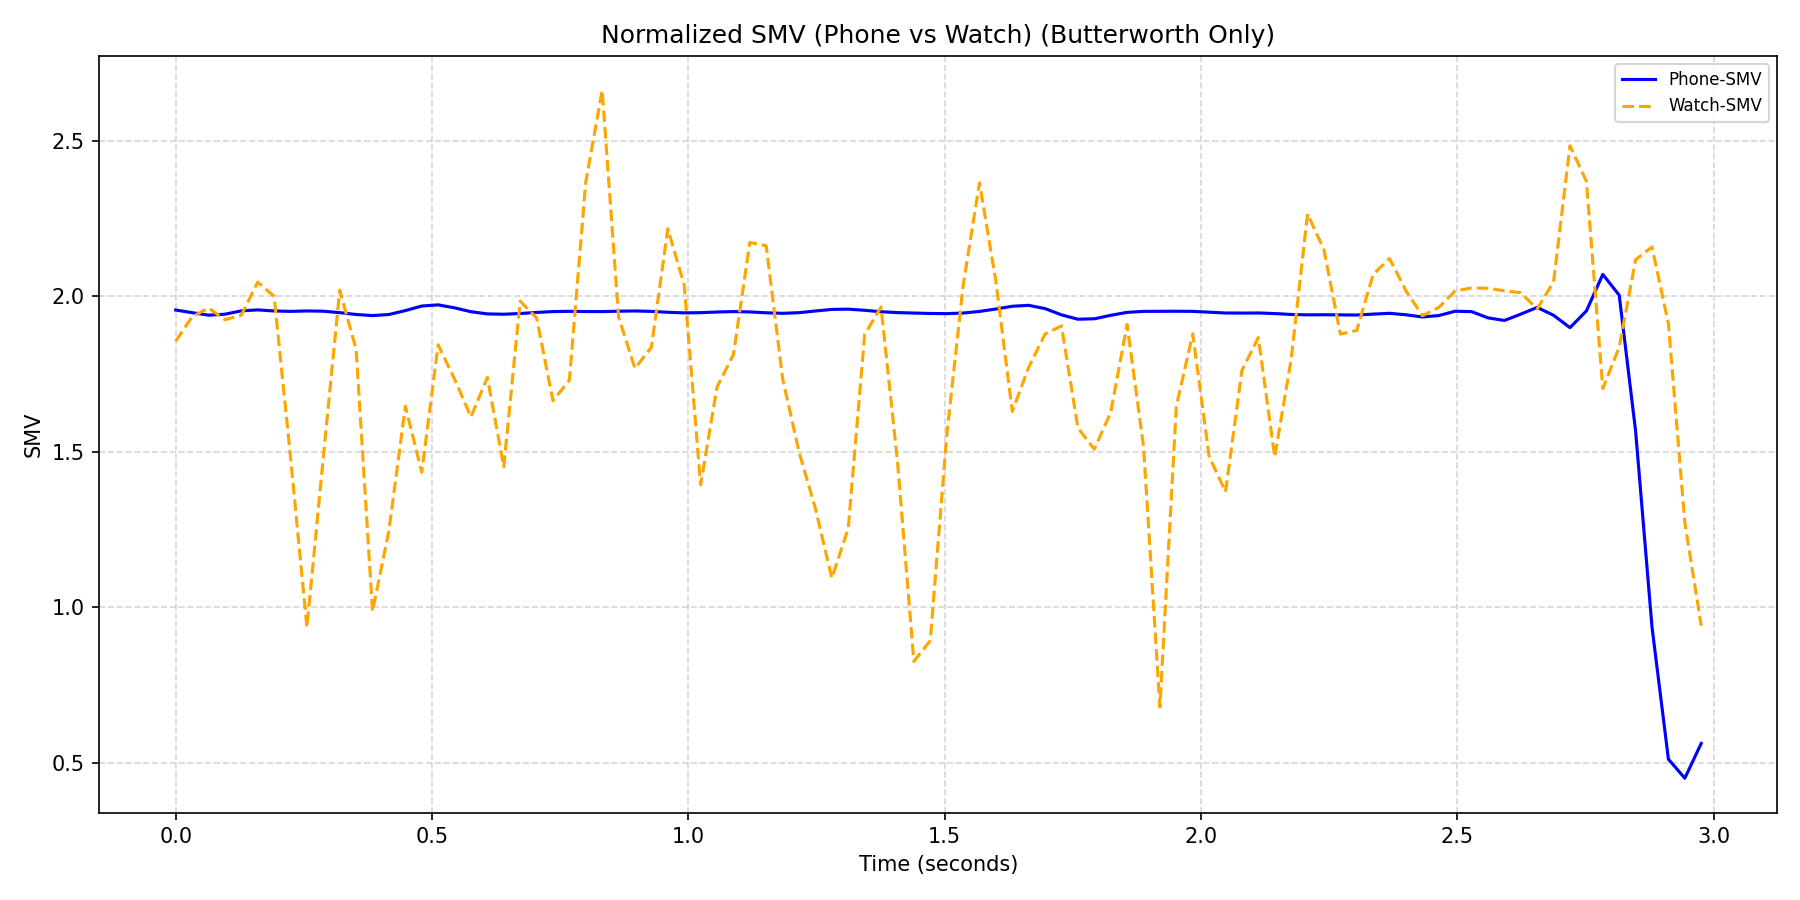 Normalized SMV (Phone vs Watch) (Butterworth Only)
Phone-SMV
Watch-SMV
2.5
2.0
1.5
1.0
0.5
SMV
0.0 0.5 1.0 1.5 2.0 2.5 3.0
Time (seconds)